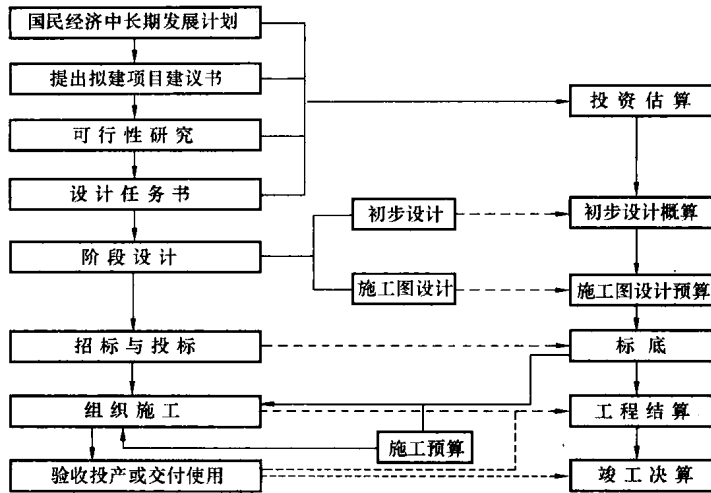 国民经济中长期发展计划
提出拟建项目建议书
投资估算
可行性研究
设计任务书
初步设计
初步设计概算
阶段设计
施工图设计
施工图设计预算
招标与投标
标底
组织施工
工程结算
施工预算
验收投产或交付使用
竣工决算